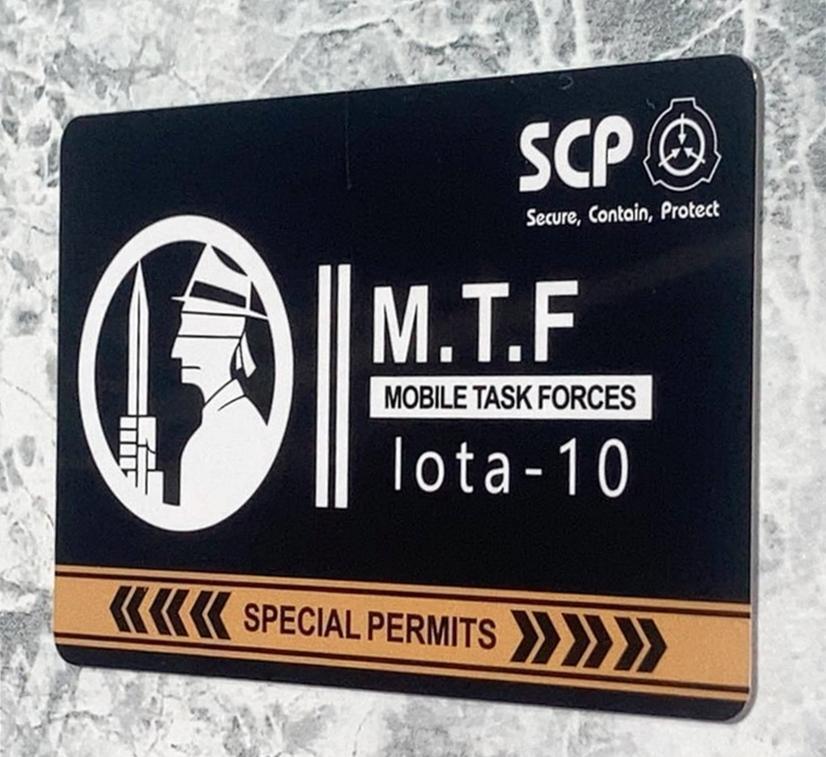 SCP
Secure, Contain, Protect
M.T.F
MOBILE TASK FORCES
Iota-10
SPECIAL PERMITS